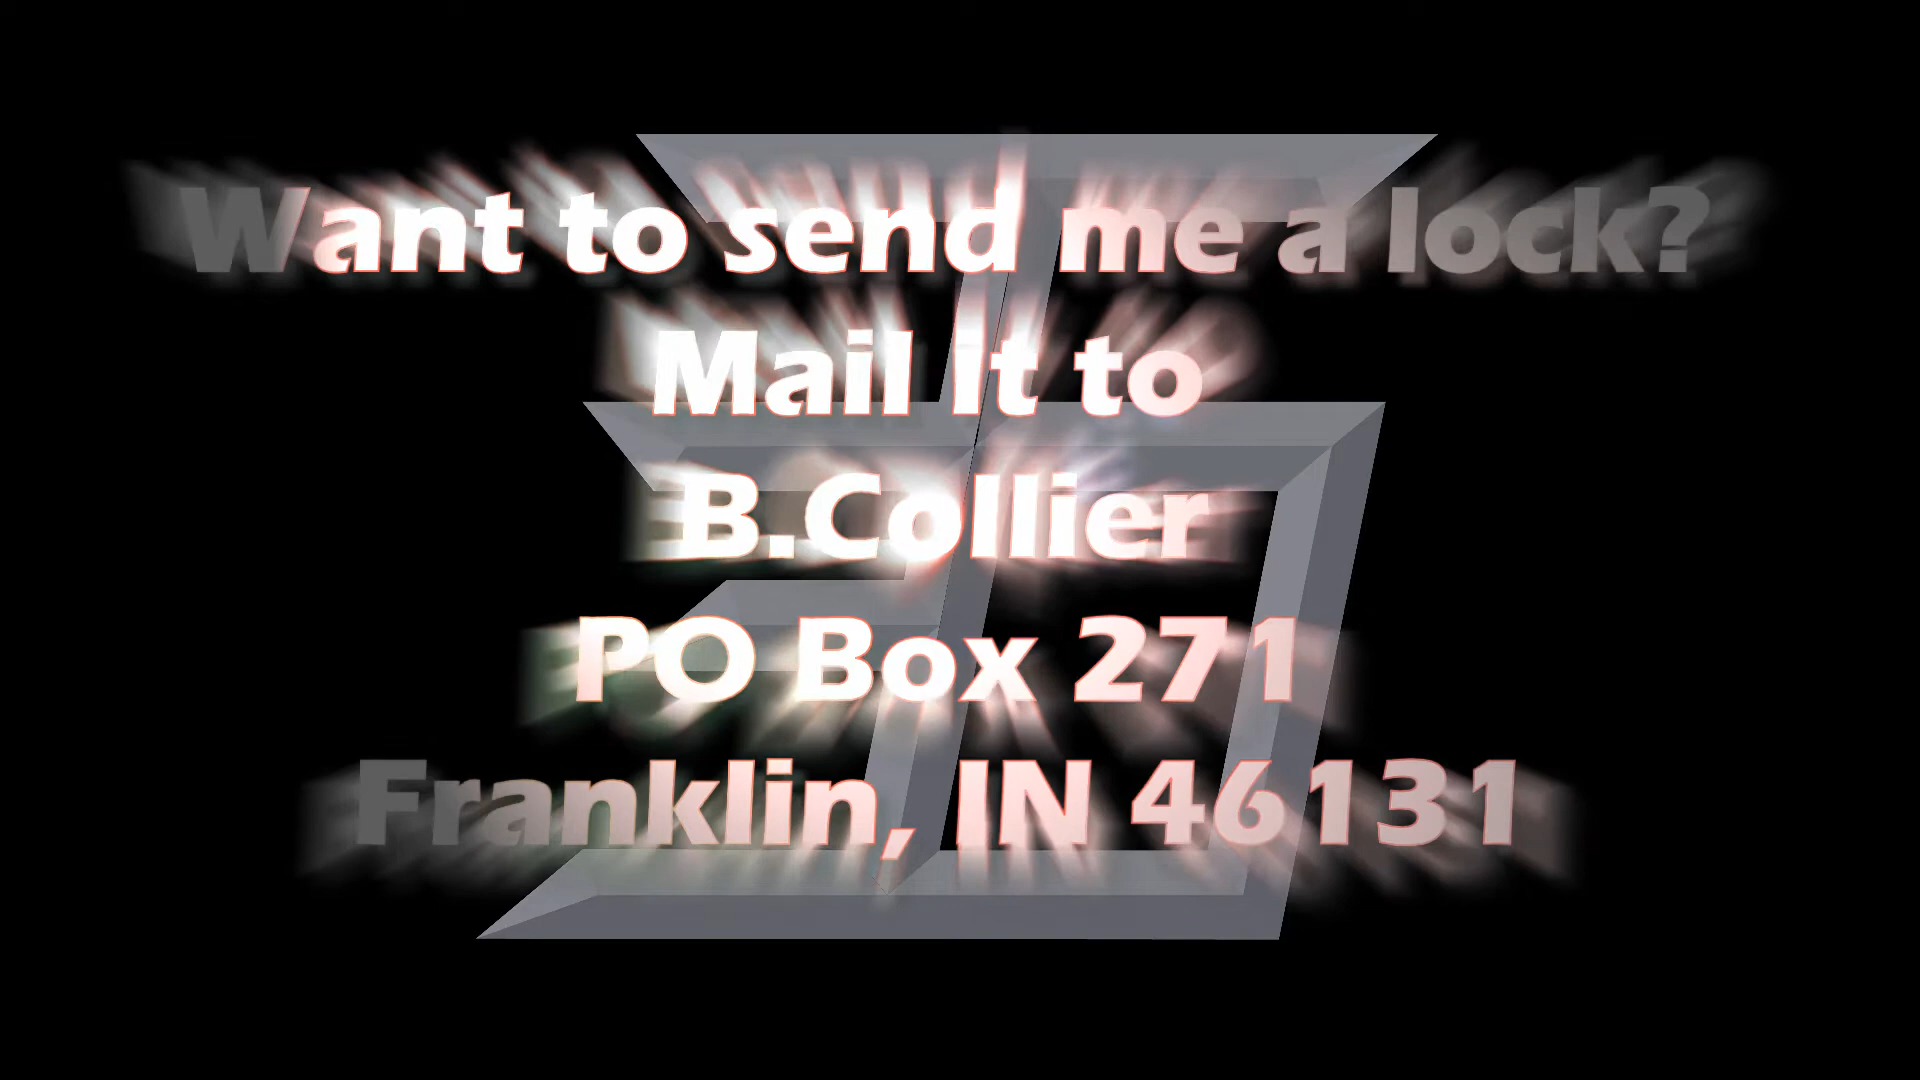 Want to send me a lock?
Mail It to
B.Collier
PO Box 271
Franklin, IN 46131